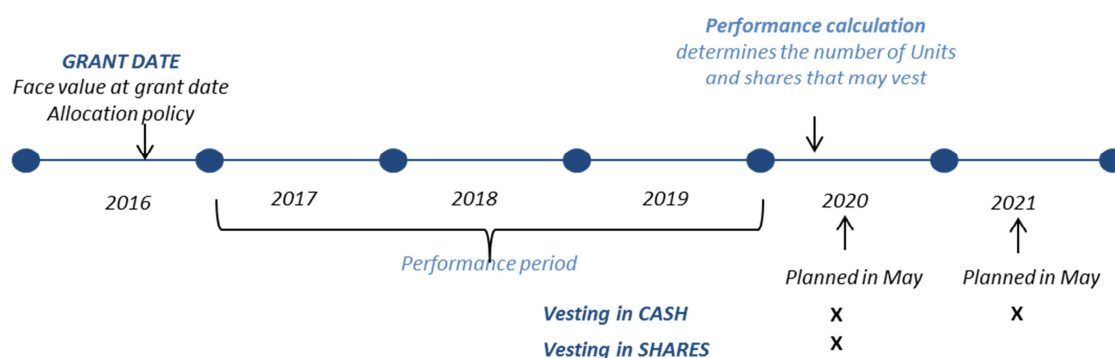 GRANT DATE
Face value at grant date
Allocation policy
Performance calculation
determines the number of Units
and shares that may vest
2016
2017
2018
2019
2020
2021
Performance period
Planned in May
Planned in May
Vesting in CASH X X
Vesting in SHARES X